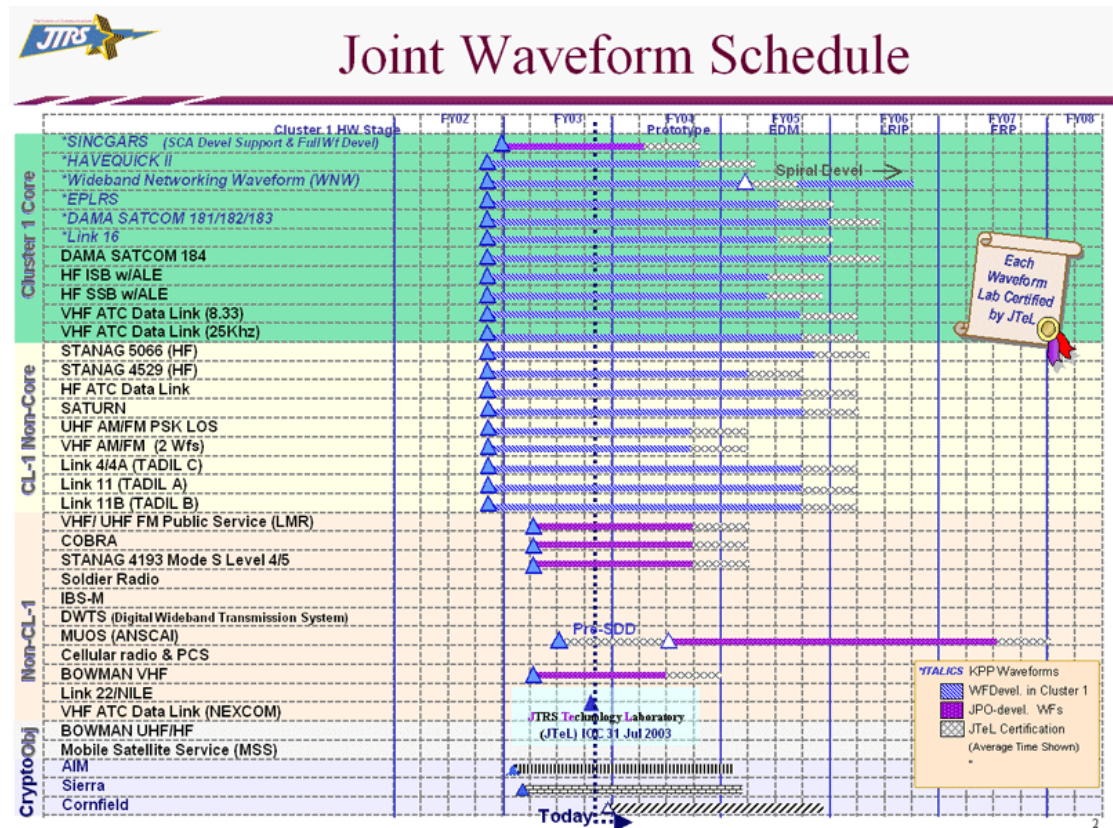 JTRS
Joint Waveform Schedule
FY02 FY03 FY04 FY05 FY06 FY07 FY08
Cluster 1 HW Stage Prototype EDM LRIP FRP
Cluster 1 Core
*SINCGARS (SCA Devel Support & Full Wf Devel)
*HAVEQUICK II
*Wideband Networking Waveform (WNW)
Spiral Devel
*EPLRS
*DAMA SATCOM 181/182/183
*Link 16
DAMA SATCOM 184
HF ISB w/ALE
HF SSB w/ALE
VHF ATC Data Link (8.33)
VHF ATC Data Link (25Khz)
Each
Waveform
Lab Certified
by JTeL
CL-1 Non-Core
STANAG 5066 (HF)
STANAG 4529 (HF)
HF ATC Data Link
SATURN
UHF AM/FM PSK LOS
VHF AM/FM (2 Wfs)
Link 4/4A (TADIL C)
Link 11 (TADIL A)
Link 11B (TADIL B)
Non-CL-1
VHF/ UHF FM Public Service (LMR)
COBRA
STANAG 4193 Mode S Level 4/5
Soldier Radio
IBS-M
DWTS (Digital Wideband Transmission System)
MUOS (ANSCAI)
Pre-SDD
Cellular radio & PCS
BOWMAN VHF
Link 22/NILE
VHF ATC Data Link (NEXCOM)
JTRS Technology Laboratory
(JTeL) IOC 31 Jul 2003
Obj
BOWMAN UHF/HF
Mobile Satellite Service (MSS)
Crypto
AIM
Sierra
Cornfield
Today
*ITALICS KPP Waveforms
WFDevel. in Cluster 1
JPO-devel. WFs
JTeL Certification
(Average Time Shown)
"
2